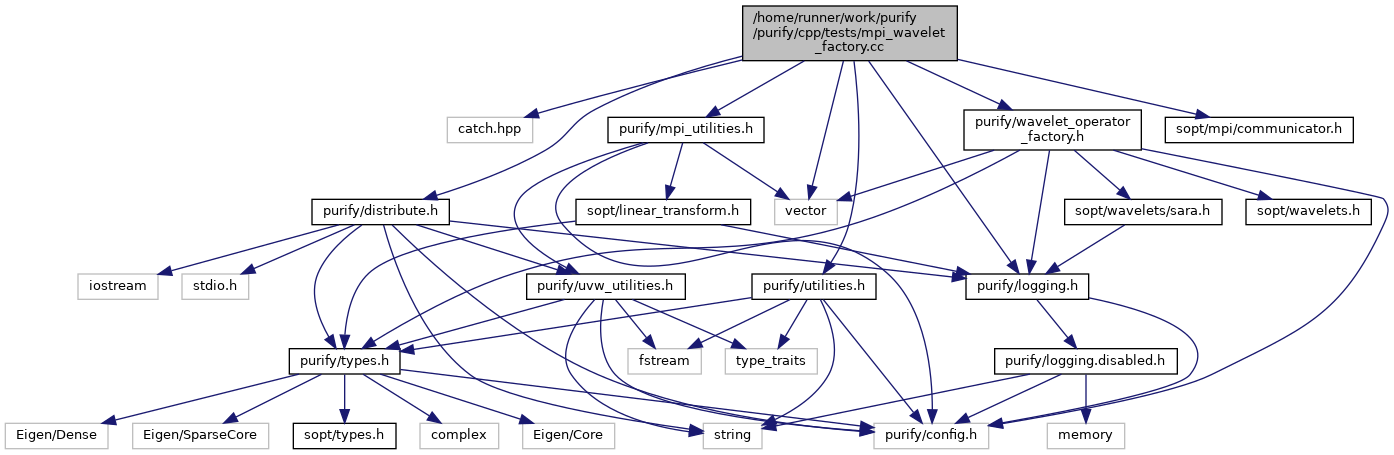 /home/runner/work/purify
/purify/cpp/tests/mpi_wavelet
_factory.cc
catch.hpp
purify/mpi_utilities.h
purify/wavelet_operator
_factory.h
sopt/mpi/communicator.h
purify/distribute.h
sopt/linear_transform.h
vector
sopt/wavelets/sara.h
sopt/wavelets.h
iostream
stdio.h
purify/uvw_utilities.h
purify/utilities.h
purify/logging.h
purify/types.h
fstream
type_traits
purify/logging.disabled.h
Eigen/Dense
Eigen/SparseCore
sopt/types.h
complex
Eigen/Core
string
purify/config.h
memory